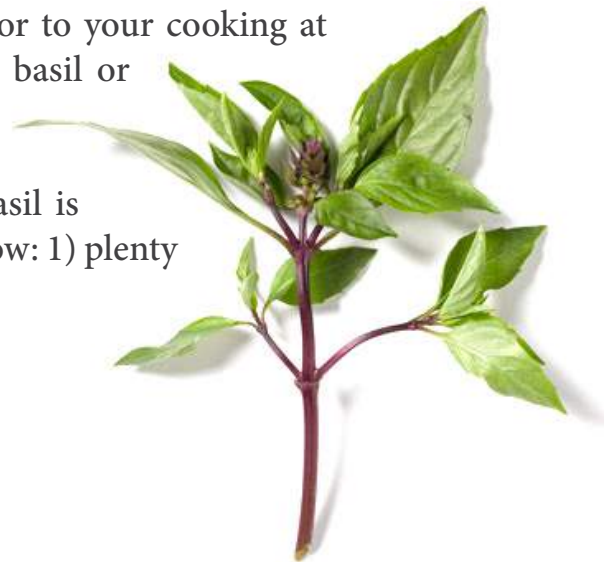 or to your cooking at
basil or
asil is
ow: 1) plenty